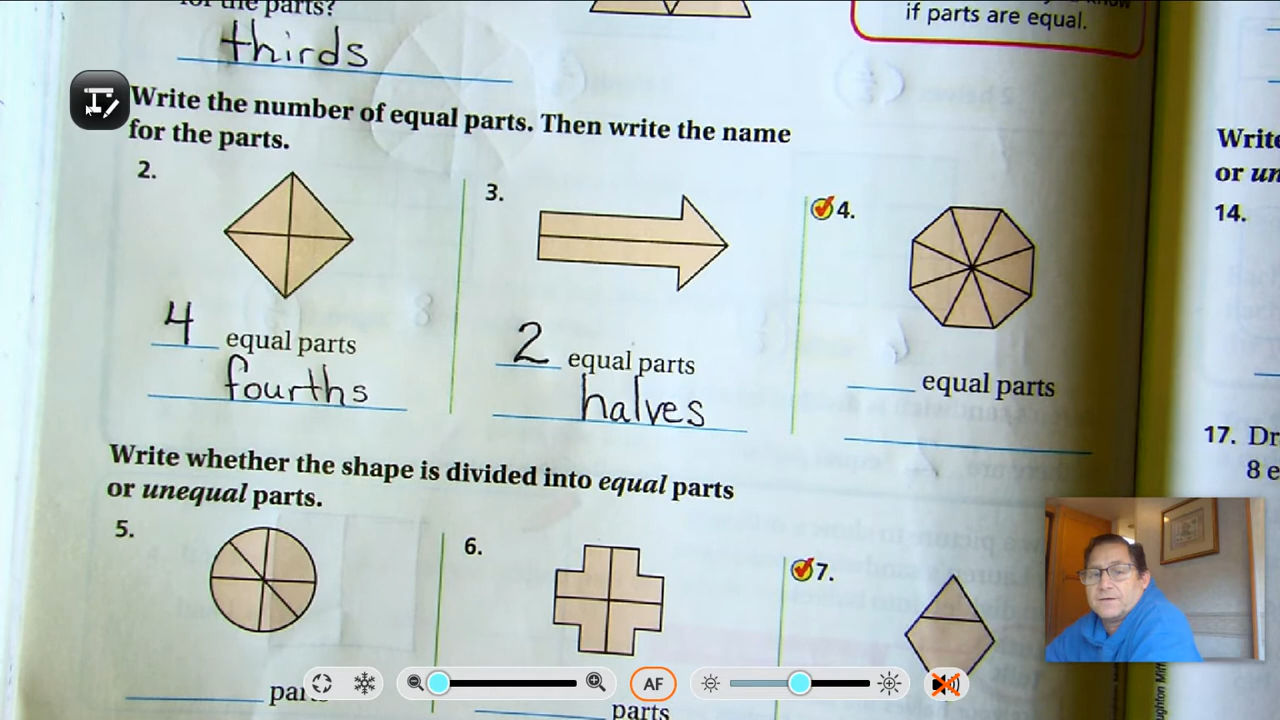 for the parts?
thirds
if parts are equal.
Write the number of equal parts. Then write the name
for the parts.
2.
3.
4.
4 equal parts
fourths
2 equal parts
halves
equal parts
Write whether the shape is divided into equal parts
or unequal parts.
5.
6.
7.
parts
AF
Write
or
14.
17. Dr
8 e